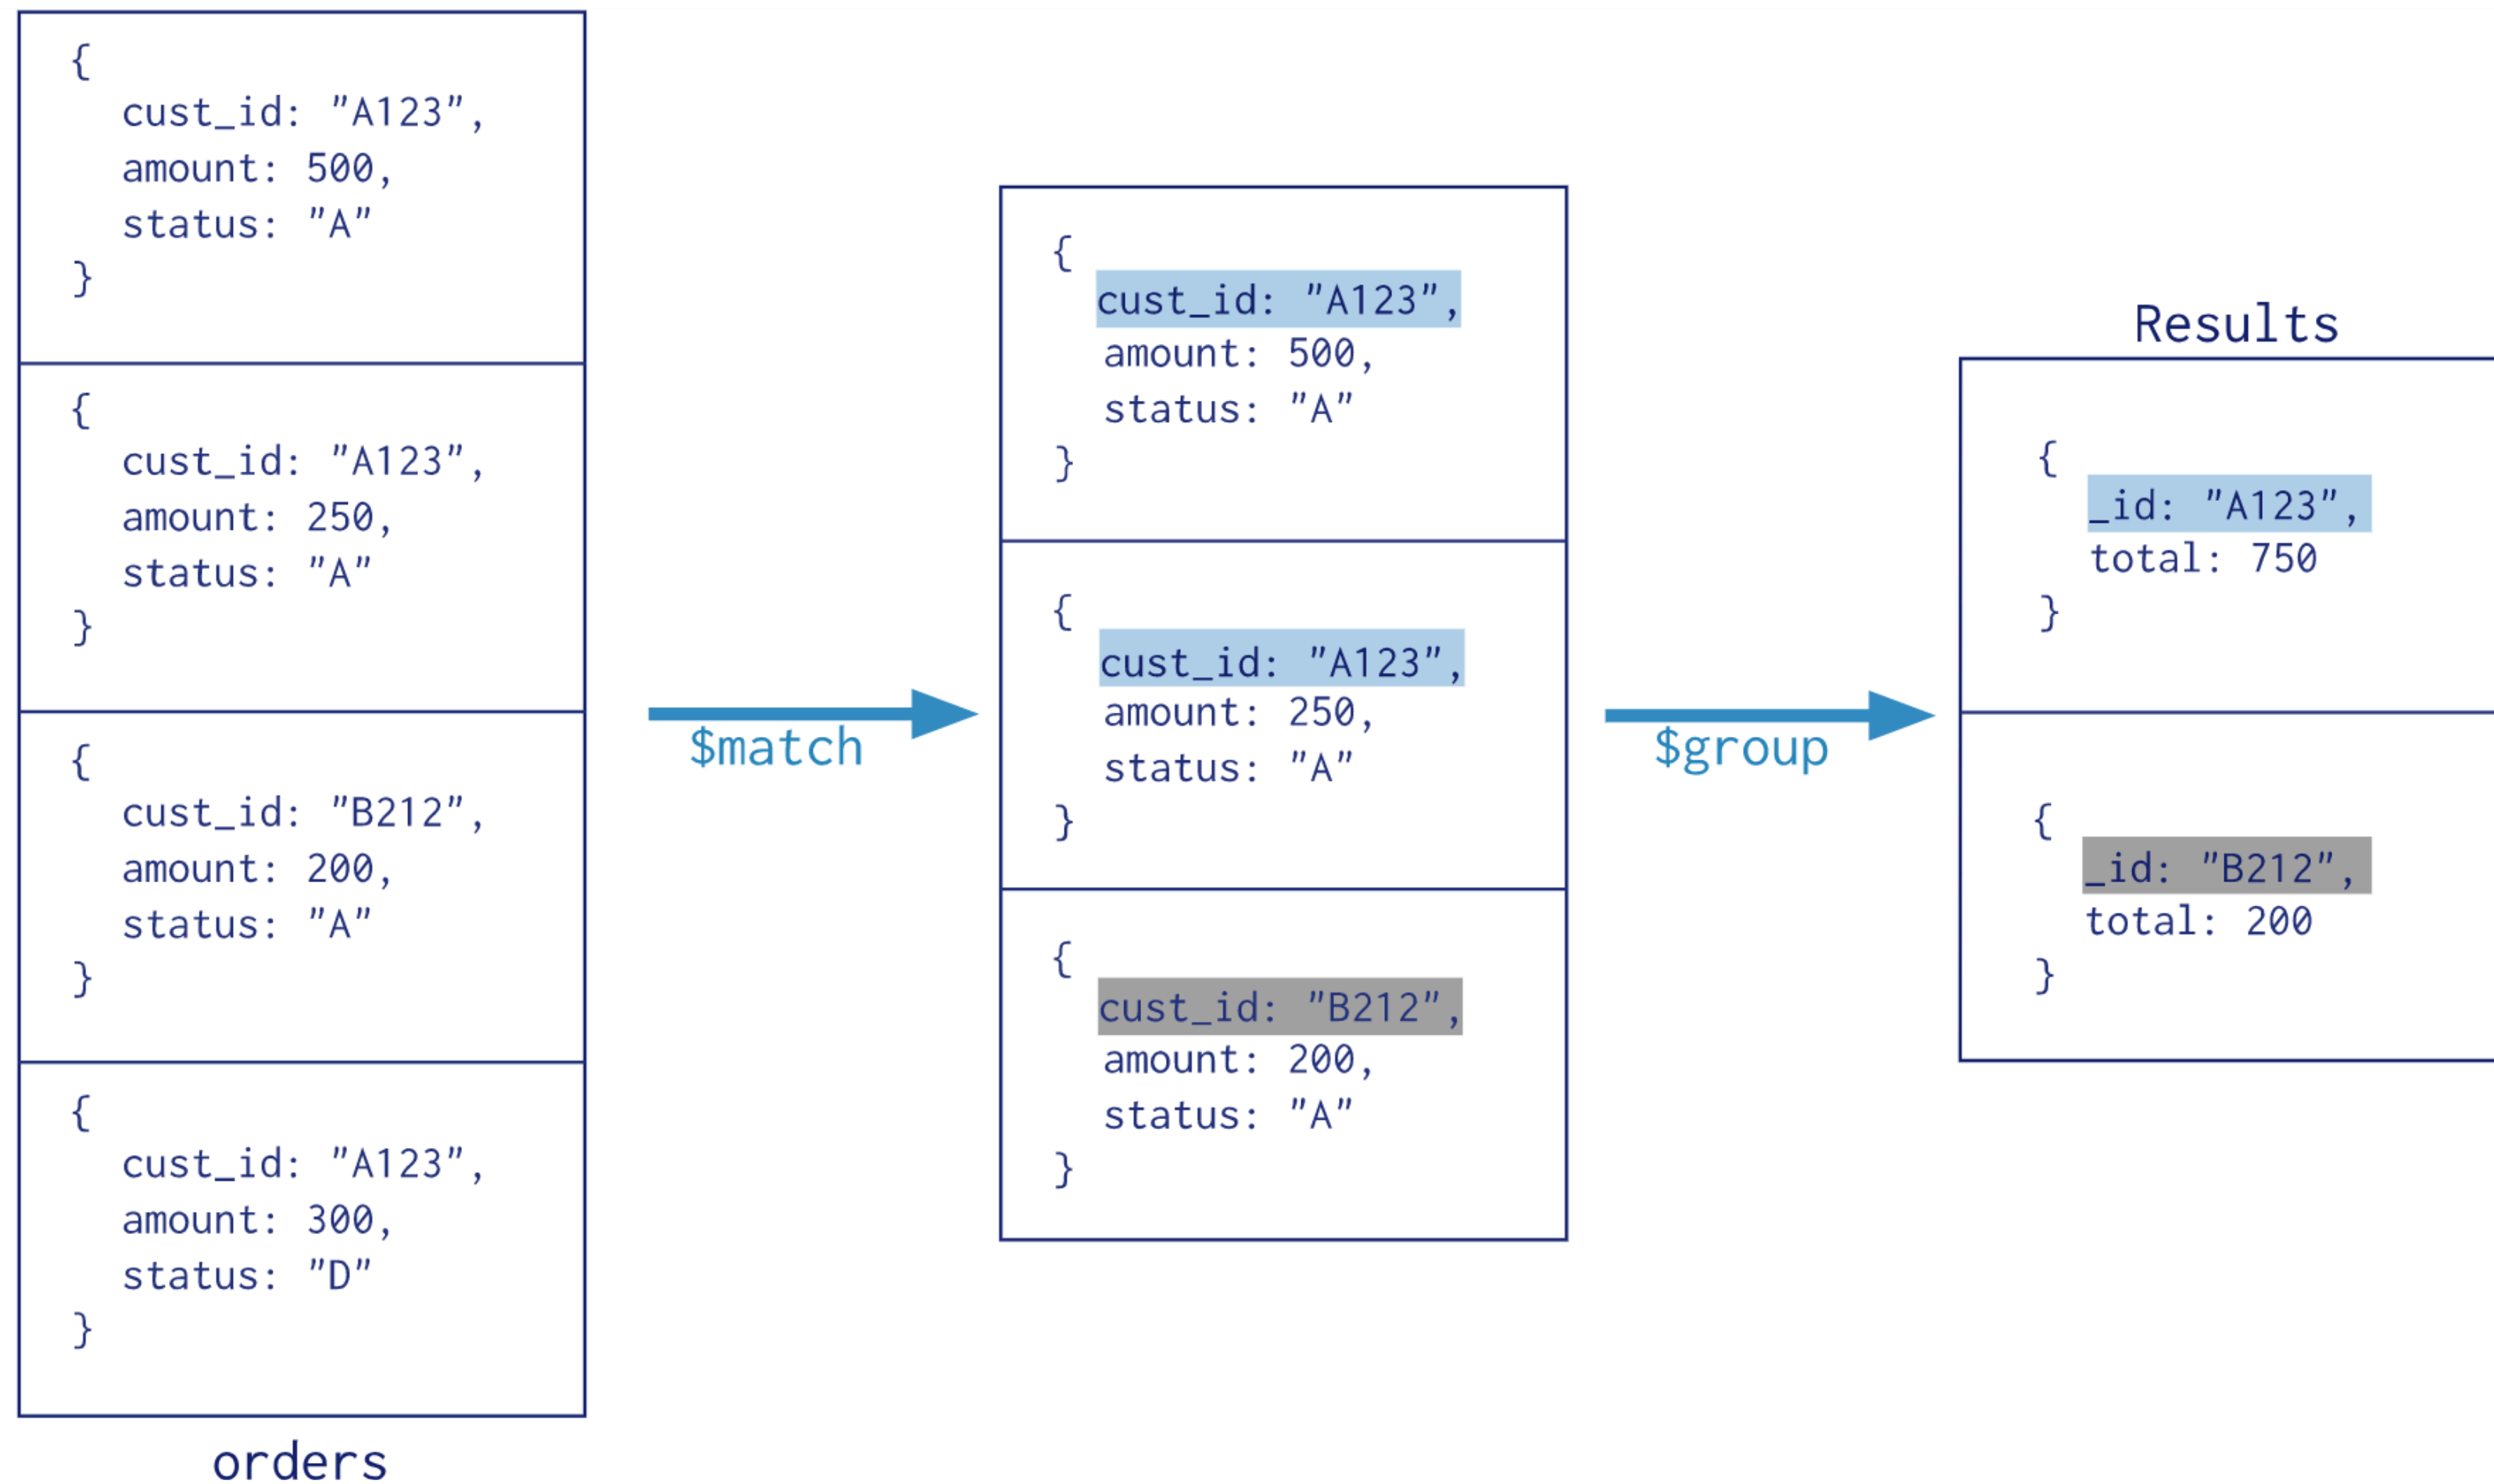 {
cust_id: "A123",
amount: 500,
status: "A"
}
{
cust_id: "A123",
amount: 250,
status: "A"
}
{
cust_id: "B212",
amount: 200,
status: "A"
}
{
cust_id: "A123",
amount: 300,
status: "D"
}
orders
$match
{
cust_id: "A123",
amount: 500,
status: "A"
}
{
cust_id: "A123",
amount: 250,
status: "A"
}
{
cust_id: "B212",
amount: 200,
status: "A"
}
$group
Results
{
_id: "A123",
total: 750
}
{
_id: "B212",
total: 200
}